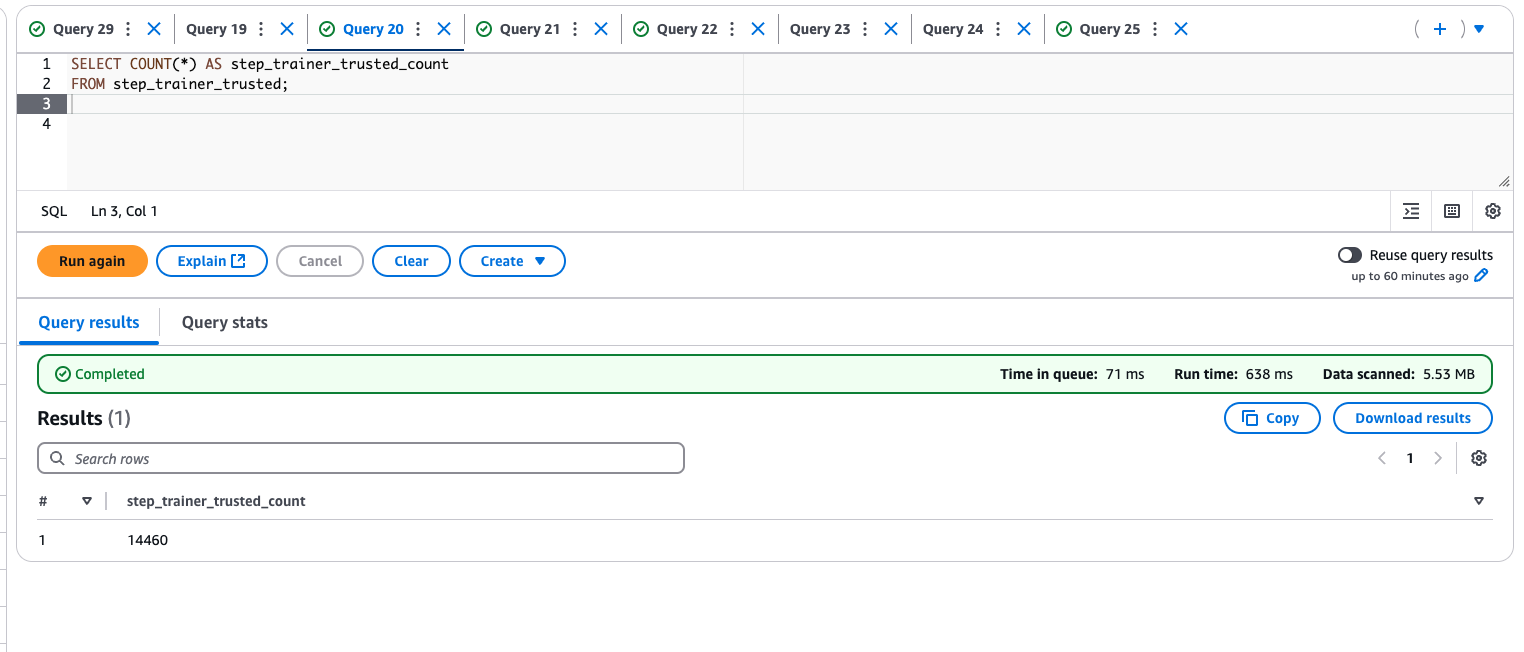 Query 29 Query 19 Query 20 Query 21 Query 22 Query 23 Query 24 Query 25
1 SELECT COUNT(*) AS step_trainer_trusted_count
2 FROM step_trainer_trusted;
3
4
SQL Ln 3, Col 1
Run again Explain Cancel Clear Create Reuse query results
up to 60 minutes ago
Query results Query stats
Completed Time in queue: 71 ms Run time: 638 ms Data scanned: 5.53 MB
Results (1) Copy Download results
Search rows 1
# step_trainer_trusted_count
1 14460